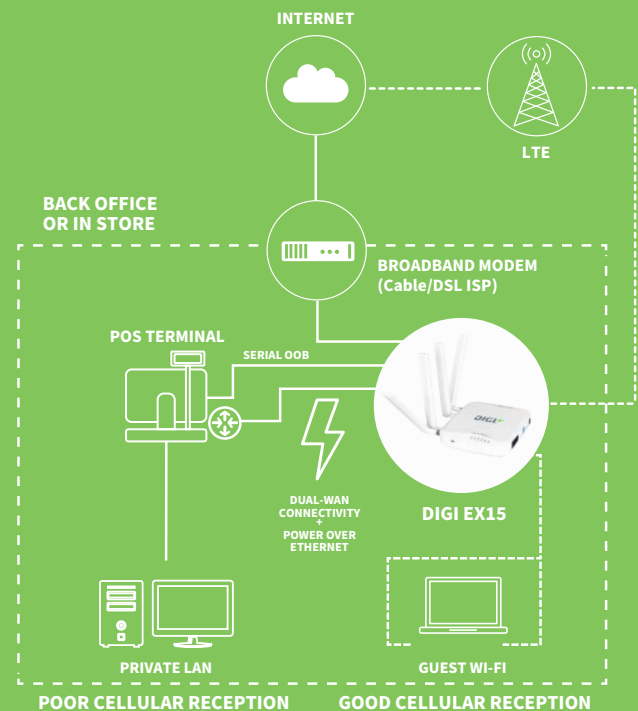 INTERNET
LTE
BACK OFFICE
OR IN STORE
BROADBAND MODEM
(Cable/DSL ISP)
POS TERMINAL
SERIAL OOB
DIGI
DUAL-WAN
CONNECTIVITY
+
POWER OVER
ETHERNET
DIGI EX15
PRIVATE LAN
GUEST WI-FI
POOR CELLULAR RECEPTION
GOOD CELLULAR RECEPTION